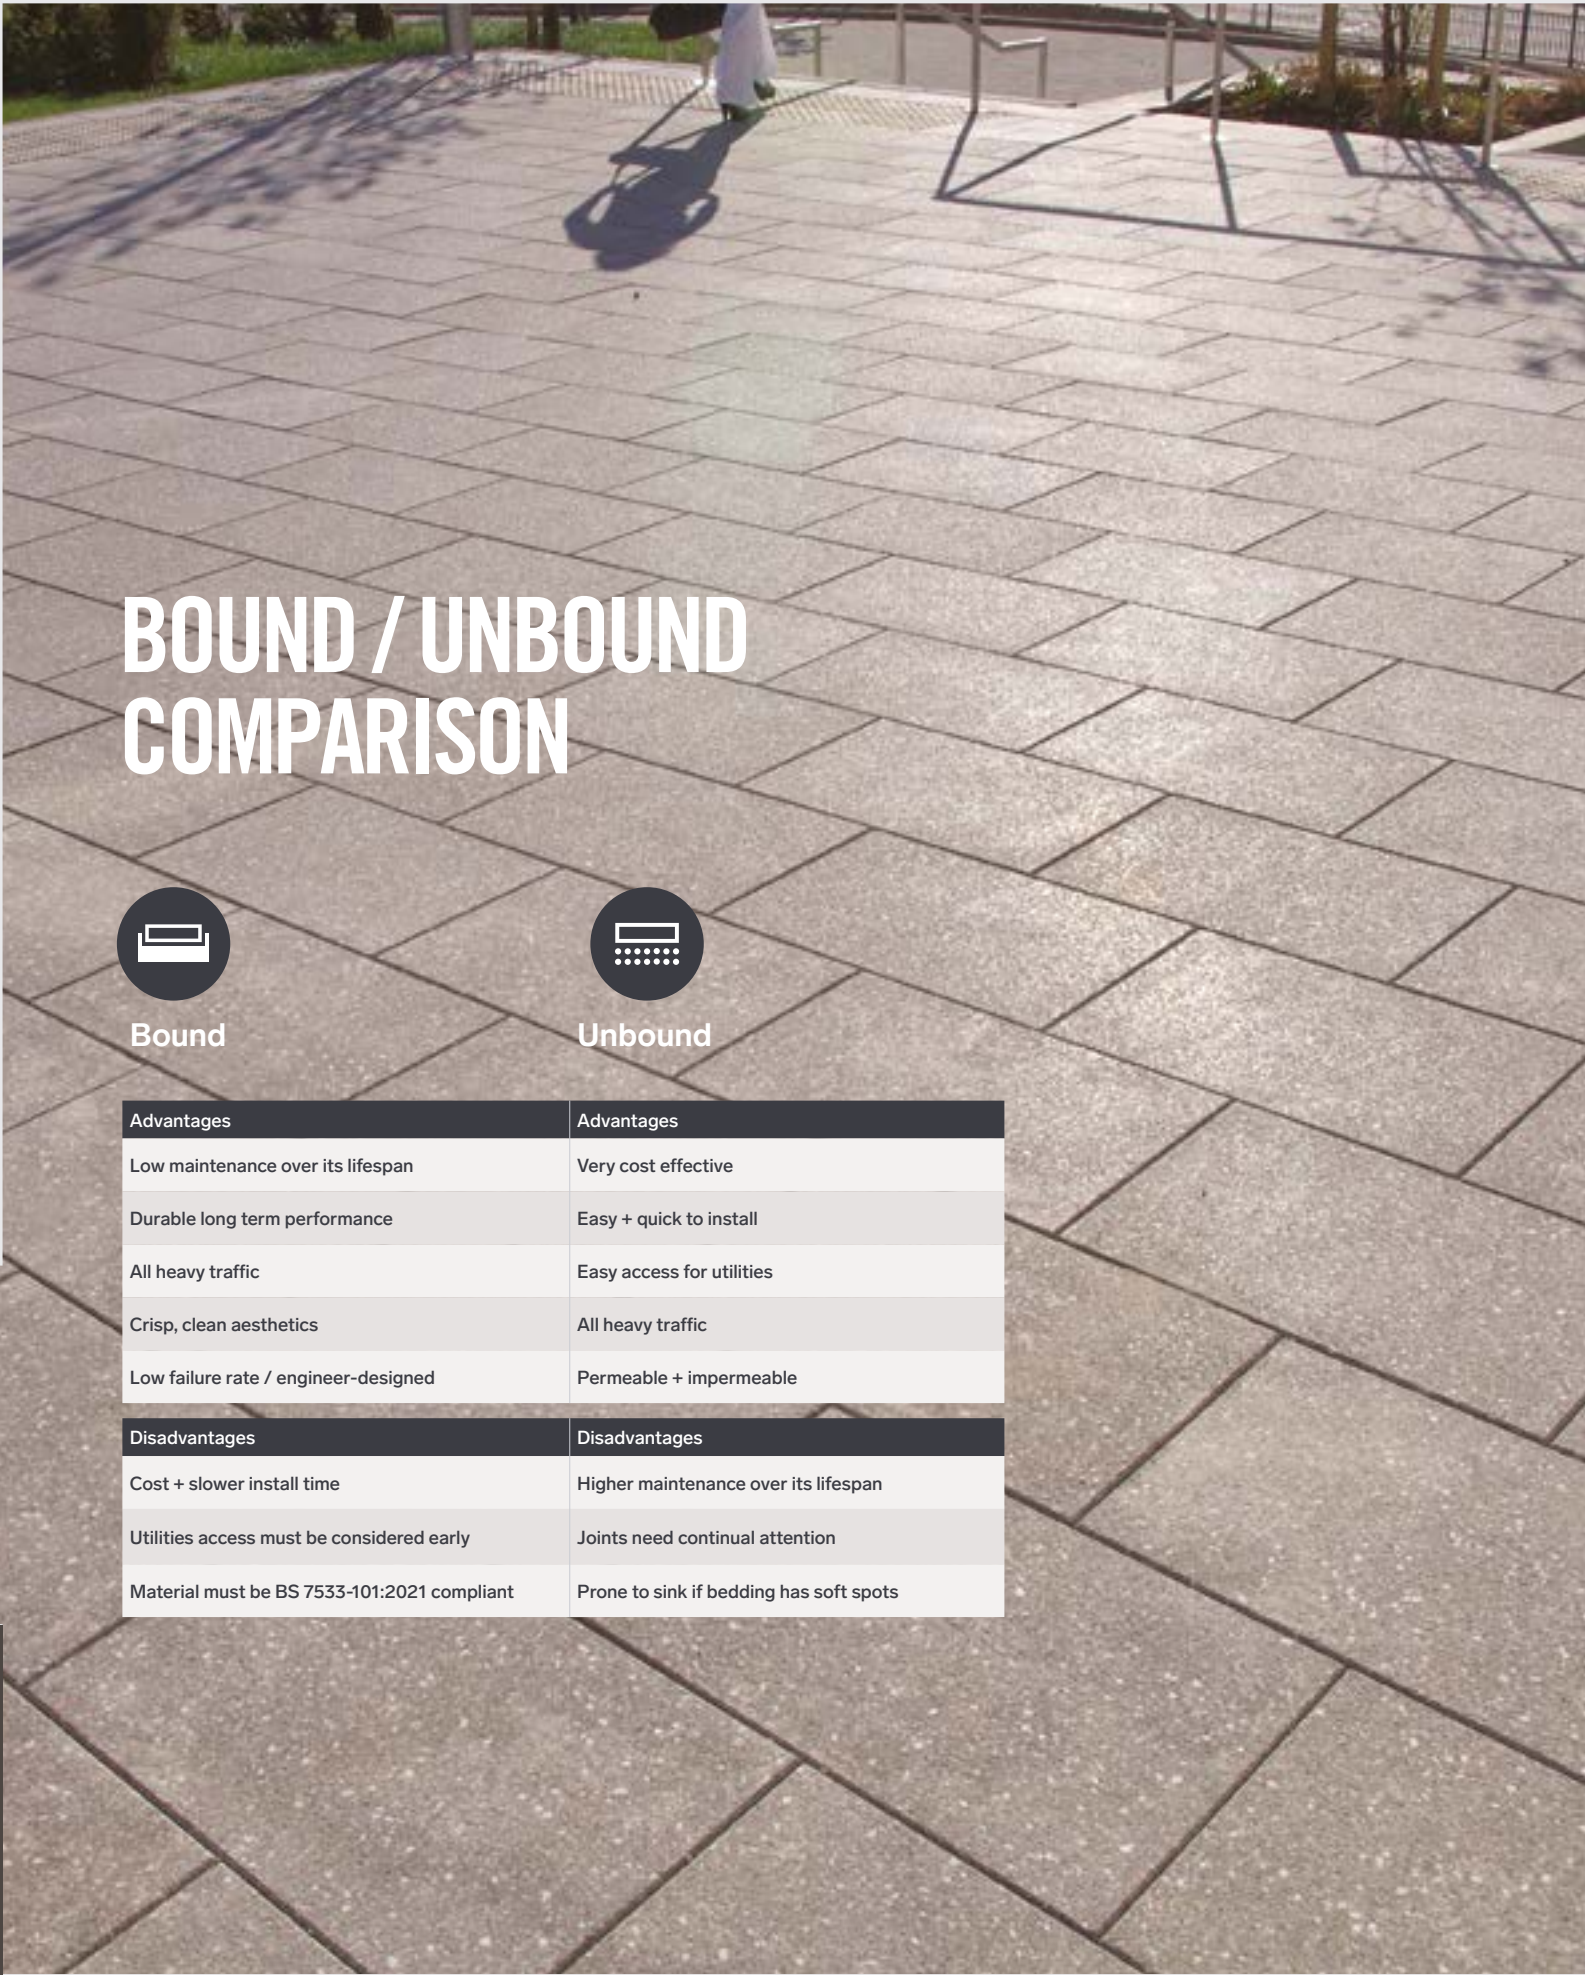 BOUND / UNBOUND
COMPARISON
Bound
Unbound
Advantages
Advantages
Low maintenance over its lifespan
Very cost effective
Durable long term performance
Easy + quick to install
All heavy traffic
Easy access for utilities
Crisp, clean aesthetics
All heavy traffic
Low failure rate / engineer-designed
Permeable + impermeable
Disadvantages
Disadvantages
Cost + slower install time
Higher maintenance over its lifespan
Utilities access must be considered early
Joints need continual attention
Material must be BS 7533-101:2021 compliant
Prone to sink if bedding has soft spots